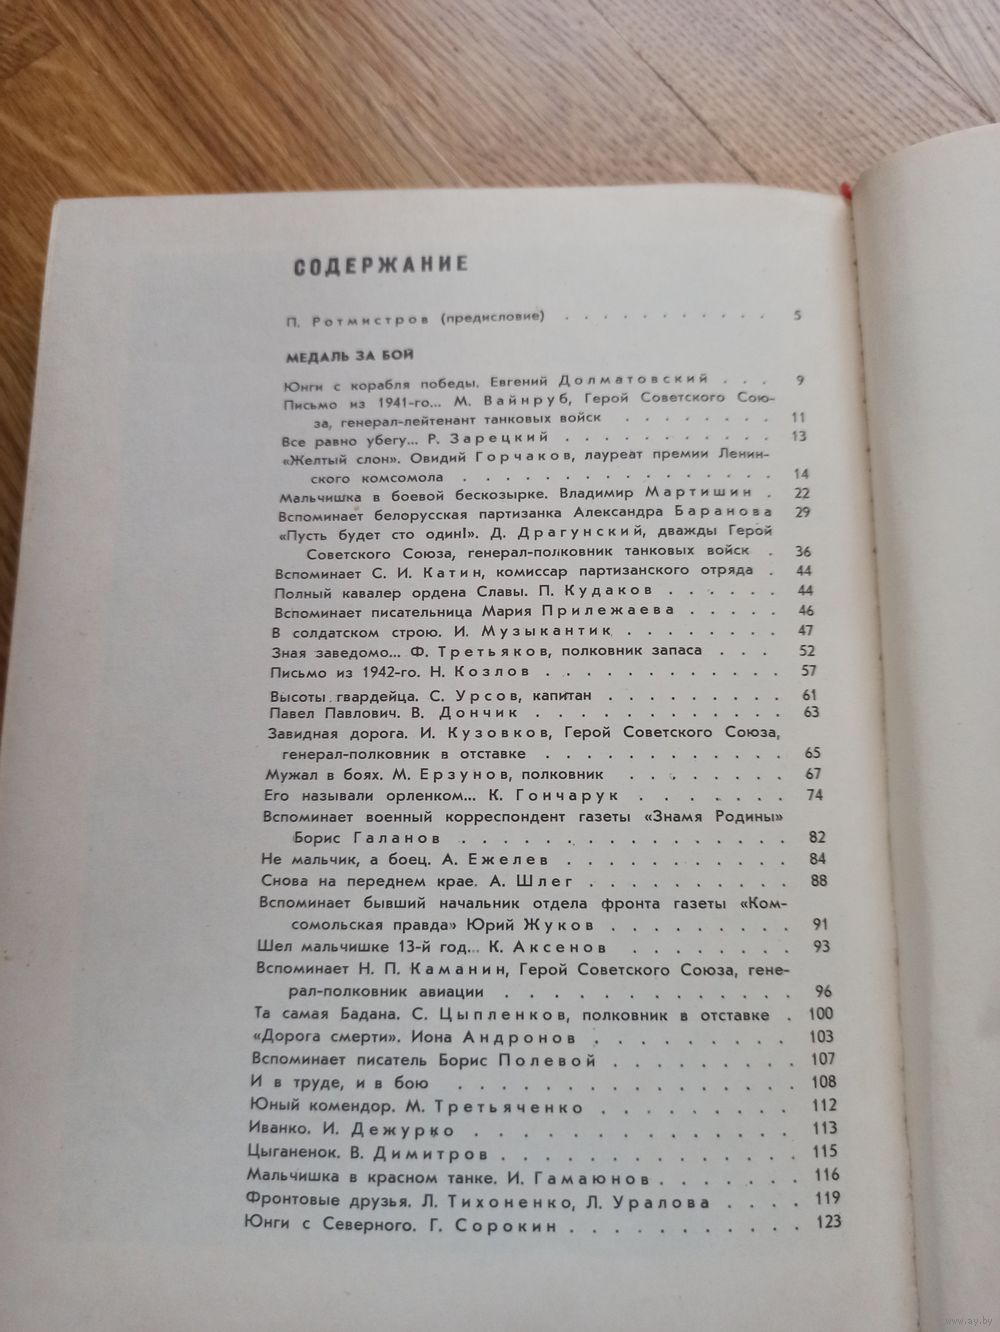 СОДЕРЖАНИЕ
П. Ротмистров (предисловие) . . . . . . . . . . . 5
МЕДАЛЬ ЗА БОЙ
Юнги с корабля победы. Евгений Долматовский . . . 9
Письмо из 1941-го... М. Вайнруб, Герой Советского Сою-
за, генерал-лейтенант танковых войск . . . . . . . 11
Все равно убегу... Р. Зарецкий . . . . . . . . . . . 13
«Желтый слон». Овидий Горчаков, лауреат премии Ленин-
ского комсомола . . . . . . . . . . . . . . 14
Мальчишка в боевой бескозырке. Владимир Мартишин . 22
Вспоминает белорусская партизанка Александра Баранова 29
«Пусть будет сто один!». Д. Драгунский, дважды Герой
Советского Союза, генерал-полковник танковых войск . 36
Вспоминает С. И. Катин, комиссар партизанского отряда . 44
Полный кавалер ордена Славы. П. Кудаков . . . . . . 44
Вспоминает писательница Мария Прилежаева . . . . . 46
В солдатском строю. И. Музыкантик . . . . . . . . 47
Зная заведомо... Ф. Третьяков, полковник запаса . . . 52
Письмо из 1942-го. Н. Козлов . . . . . . . . . . . 57
Высоты гвардейца. С. Урсов, капитан . . . . . . . . 61
Павел Павлович. В. Дончик . . . . . . . . . . . . 63
Завидная дорога. И. Кузовков, Герой Советского Союза,
генерал-полковник в отставке . . . . . . . . . . 65
Мужал в боях. М. Ерзунов, полковник . . . . . . . . 67
Его называли орленком... К. Гончарук . . . . . . . 74
Вспоминает военный корреспондент газеты «Знамя Родины»
Борис Галанов . . . . . . . . . . . . . . . 82
Не мальчик, а боец. А. Ежелев . . . . . . . . . . 84
Снова на переднем крае. А. Шлег . . . . . . . . . . 88
Вспоминает бывший начальник отдела фронта газеты «Ком-
сомольская правда» Юрий Жуков . . . . . . . . . 91
Шел мальчишке 13-й год... К. Аксенов . . . . . . . 93
Вспоминает Н. П. Каманин, Герой Советского Союза, гене-
рал-полковник авиации . . . . . . . . . . . . 96
Та самая Бадана. С. Цыпленков, полковник в отставке . 100
«Дорога смерти». Иона Андронов . . . . . . . . . 103
Вспоминает писатель Борис Полевой . . . . . . . . 107
И в труде, и в бою . . . . . . . . . . . . . . . 108
Юный комендор. М. Третьяченко . . . . . . . . . 112
Иванко. И. Дежурко . . . . . . . . . . . . . . 113
Цыганенок. В. Димитров . . . . . . . . . . . . . 115
Мальчишка в красном танке. И. Гамаюнов . . . . . . . 116
Фронтовые друзья. Л. Тихоненко, Л. Уралова . . . . 119
Юнги с Северного. Г. Сорокин . . . . . . . . . . . 123
www.ay.by